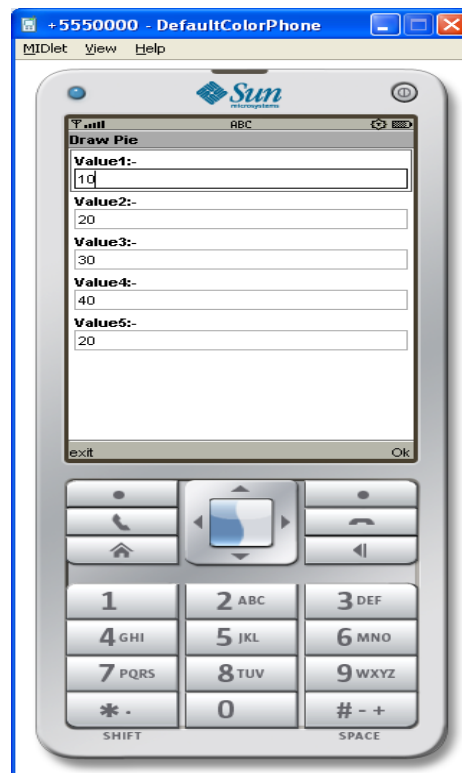 +5550000 - DefaultColorPhone
MIDlet View Help
Sun
microsystems
ABC
Draw Pie
Value1:-
10
Value2:-
20
Value3:-
30
Value4:-
40
Value5:-
20
exit Ok
1 2 ABC 3 DEF
4 GHI 5 JKL 6 MNO
7 PQRS 8 TUV 9 WXYZ
* . 0 # - +
SHIFT SPACE